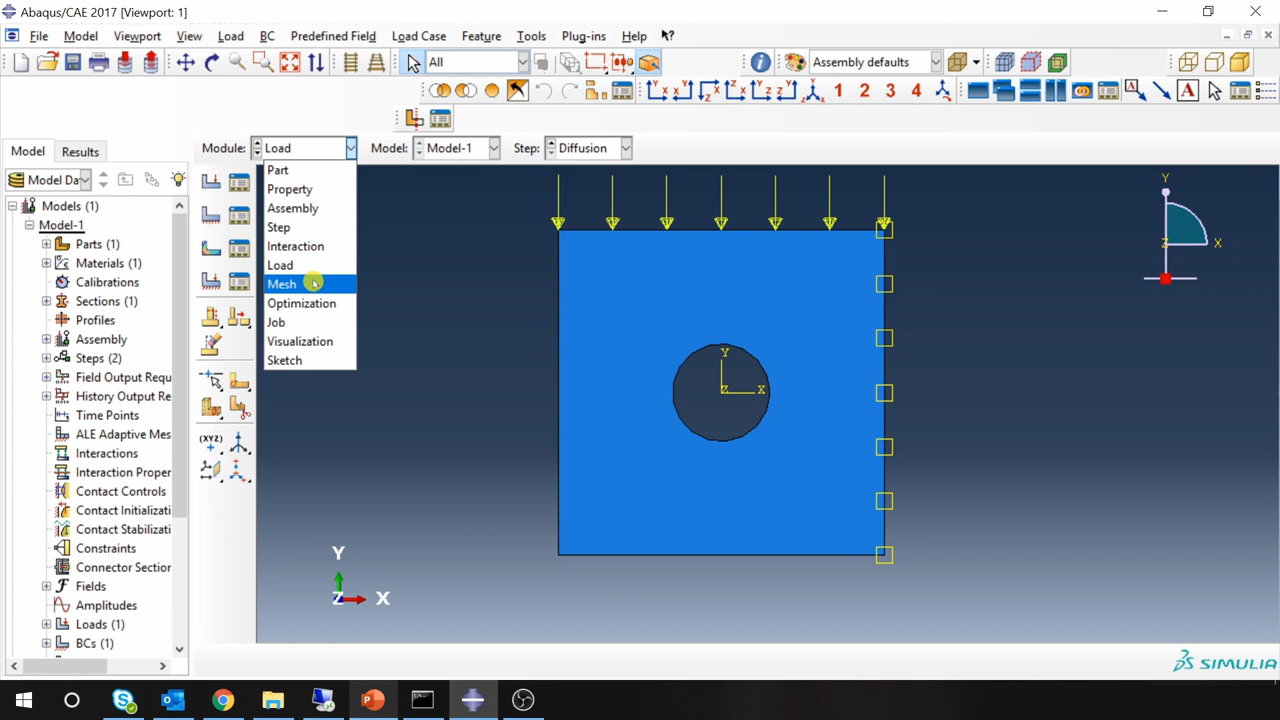 Abaqus/CAE 2017 [Viewport: 1]
File Model Viewport View Load BC Predefined Field Load Case Feature Tools Plug-ins Help
All
Assembly defaults
1 2 3 4
Model Results
Module: Load Model: Model-1 Step: Diffusion
Model Da
Models (1)
Model-1
Parts (1)
Materials (1)
Calibrations
Sections (1)
Profiles
Assembly
Steps (2)
Field Output Requ
History Output Re
Time Points
ALE Adaptive Mes
Interactions
Interaction Proper
Contact Controls
Contact Initializati
Contact Stabilizati
Constraints
Connector Section
Fields
Amplitudes
Loads (1)
BCs (1)
Part
Property
Assembly
Step
Interaction
Load
Mesh
Optimization
Job
Visualization
Sketch
(XYZ)
Y
Z X
Y
Z X
Y
Z X
SIMULIA